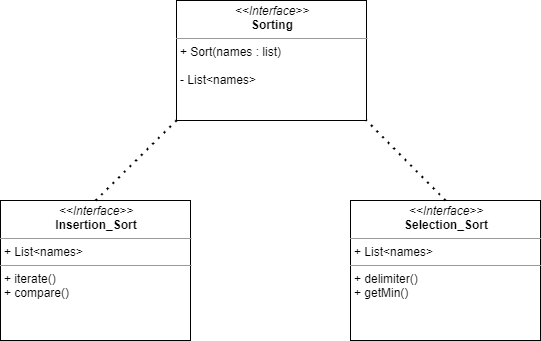 <<Interface>>
Sorting
+ Sort(names : list)
- List<names>
<<Interface>>
Insertion_Sort
+ List<names>
+ iterate()
+ compare()
<<Interface>>
Selection_Sort
+ List<names>
+ delimiter()
+ getMin()